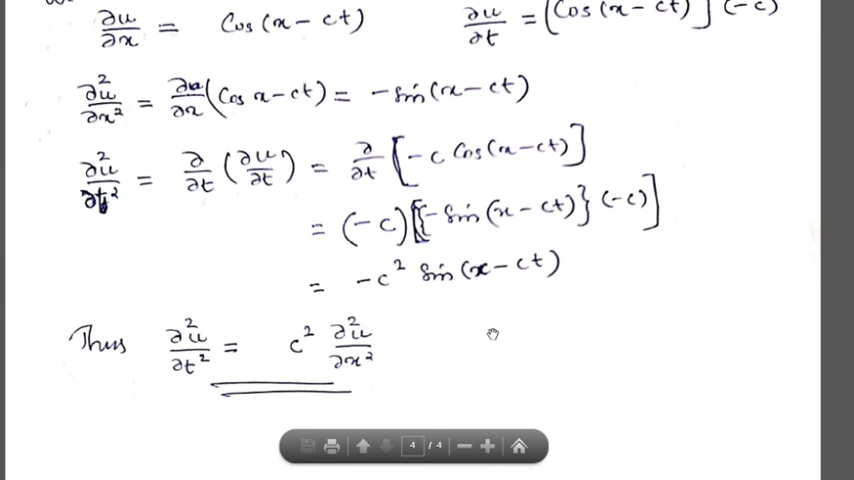 ∂u/∂x = Cos(x − ct) ∂u/∂t = (Cos(x − ct)] (−c)
∂²u/∂x² = ∂/∂x (Cos x − ct) = −sin(x − ct)
∂²u/∂t² = ∂/∂t (∂u/∂t) = ∂/∂t [−c Cos(x − ct)]
= (−c) [{−sin(x − ct)} (−c)]
= −c² sin(x − ct)
Thus ∂²u/∂t² = c² ∂²u/∂x²
4 / 4